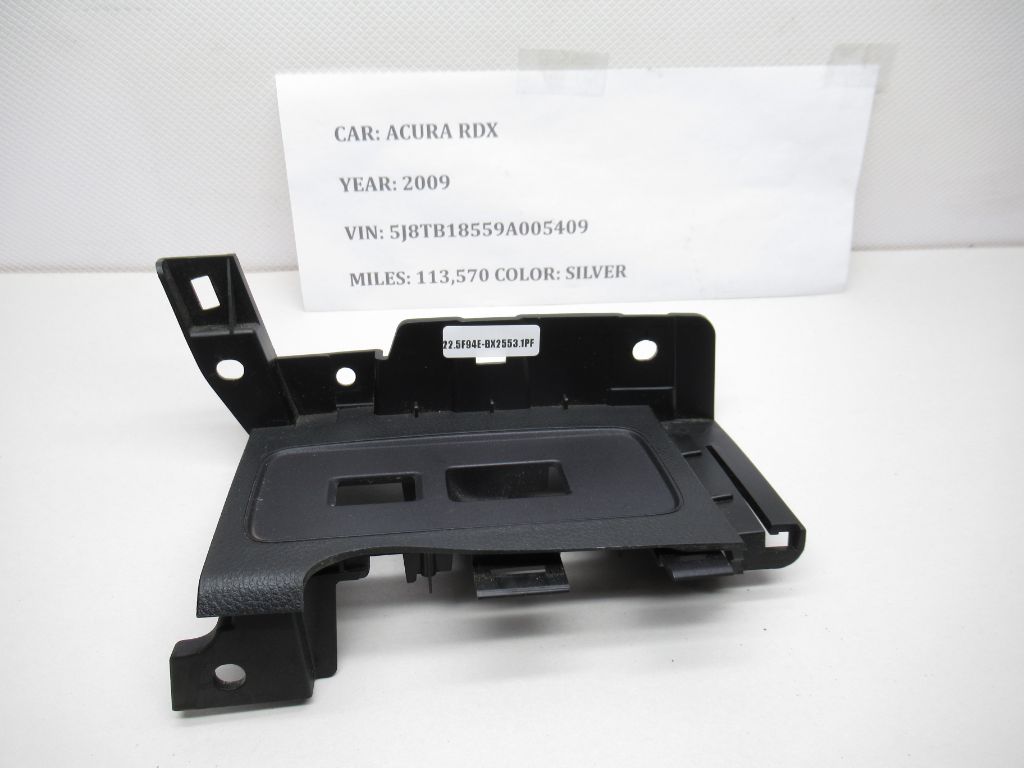 CAR: ACURA RDX
YEAR: 2009
VIN: 5J8TB18559A005409
MILES: 113,570 COLOR: SILVER
22.5F94E-BX2553.1PF